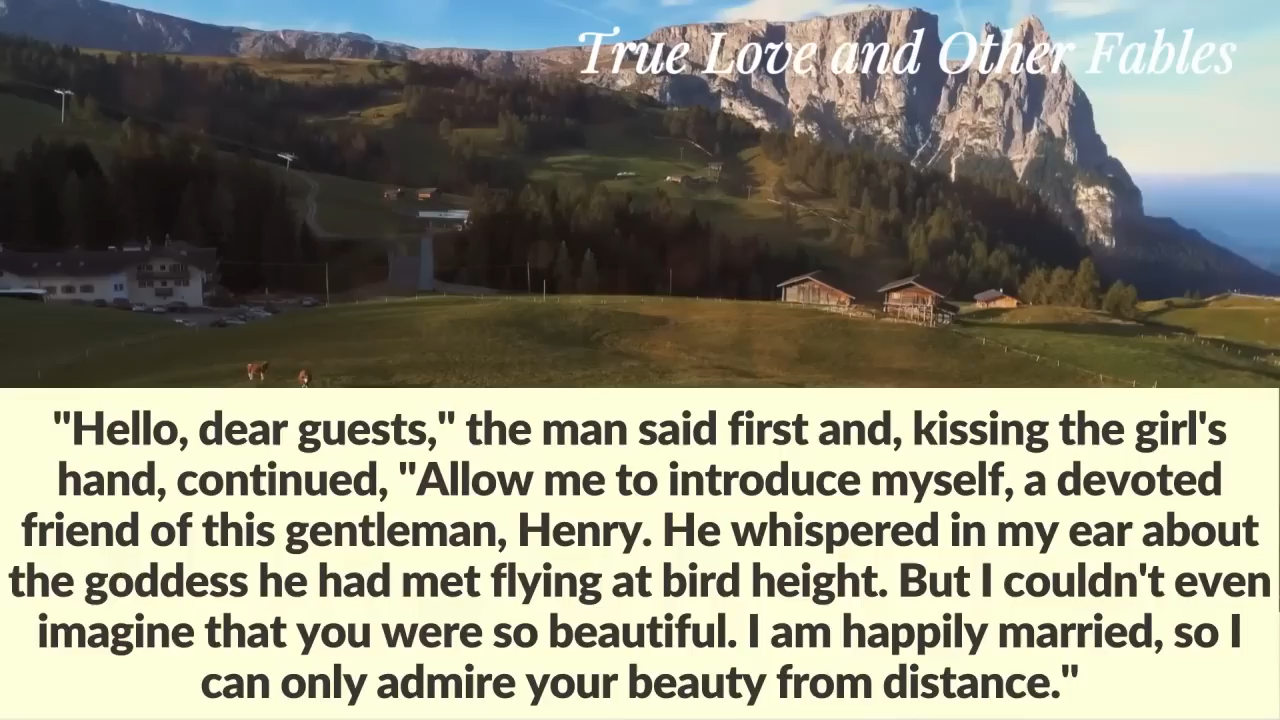 True Love and Other Fables
"Hello, dear guests," the man said first and, kissing the girl's
hand, continued, "Allow me to introduce myself, a devoted
friend of this gentleman, Henry. He whispered in my ear about
the goddess he had met flying at bird height. But I couldn't even
imagine that you were so beautiful. I am happily married, so I
can only admire your beauty from distance."